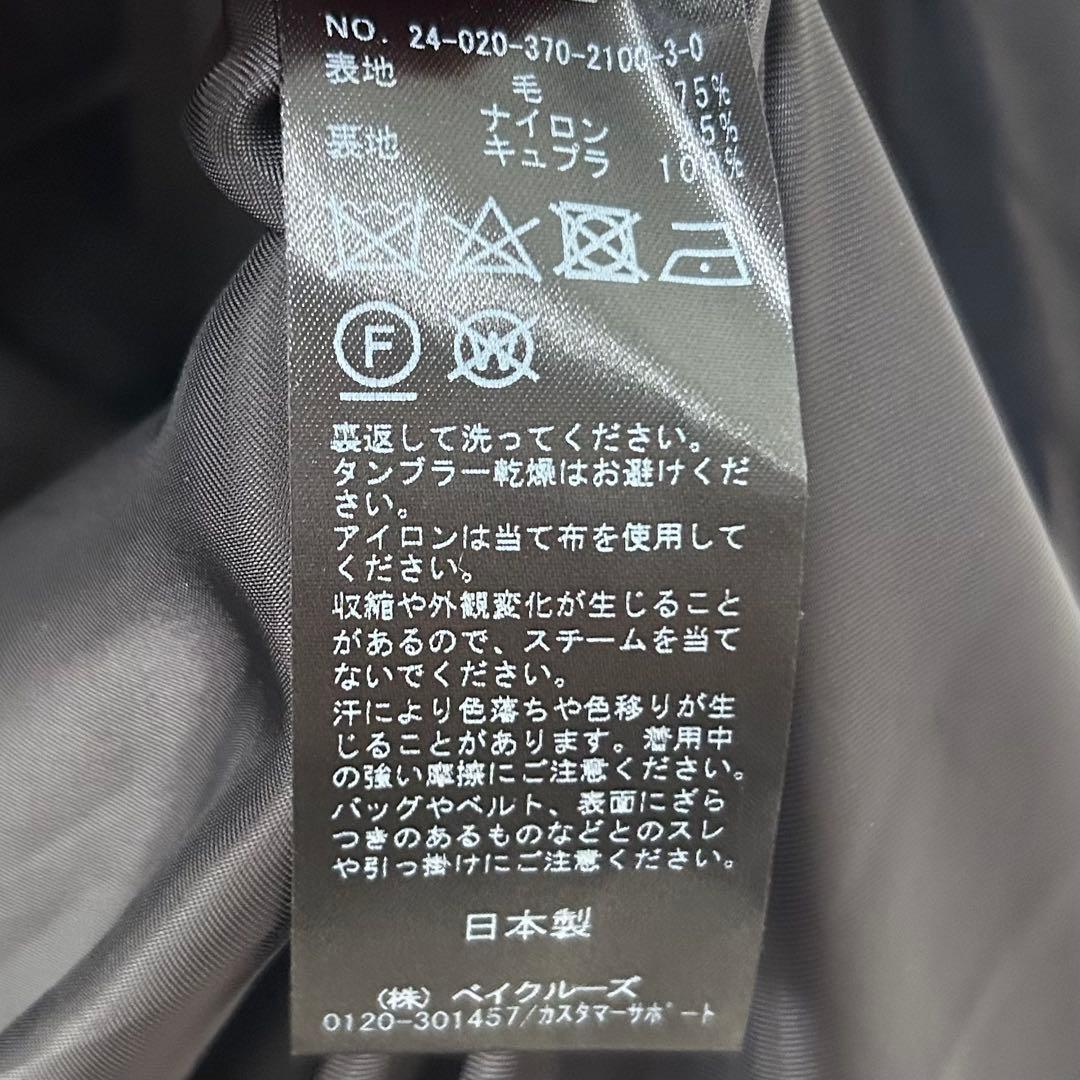 NO. 24-020-370-2100-3-0
表地 毛 75%
ナイロン 5%
裏地 キュプラ 100%
F
W
裏返して洗ってください。
タンブラー乾燥はお避けくだ
さい。
アイロンは当て布を使用して
ください。
収縮や外観変化が生じること
があるので、スチームを当て
ないでください。
汗により色落ちや色移りが生
じることがあります。着用中
の強い摩擦にご注意ください。
バッグやベルト、表面にざら
つきのあるものなどとのスレ
や引っ掛けにご注意ください。
日本製
(株) ベイクルーズ
0120-301457/カスタマーサポート